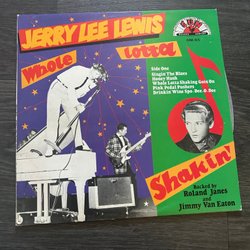 JERRY LEE LEWIS
Whole Lotta
Side One
Singin The Blues
Honey Hush
Whole Lotta Shaking Goin On
Pink Pedal Pushers
Drinkin Wine Spo-Dee-O-Dee
Shakin'
Backed by
Roland Janes
and
Jimmy Van Eaton